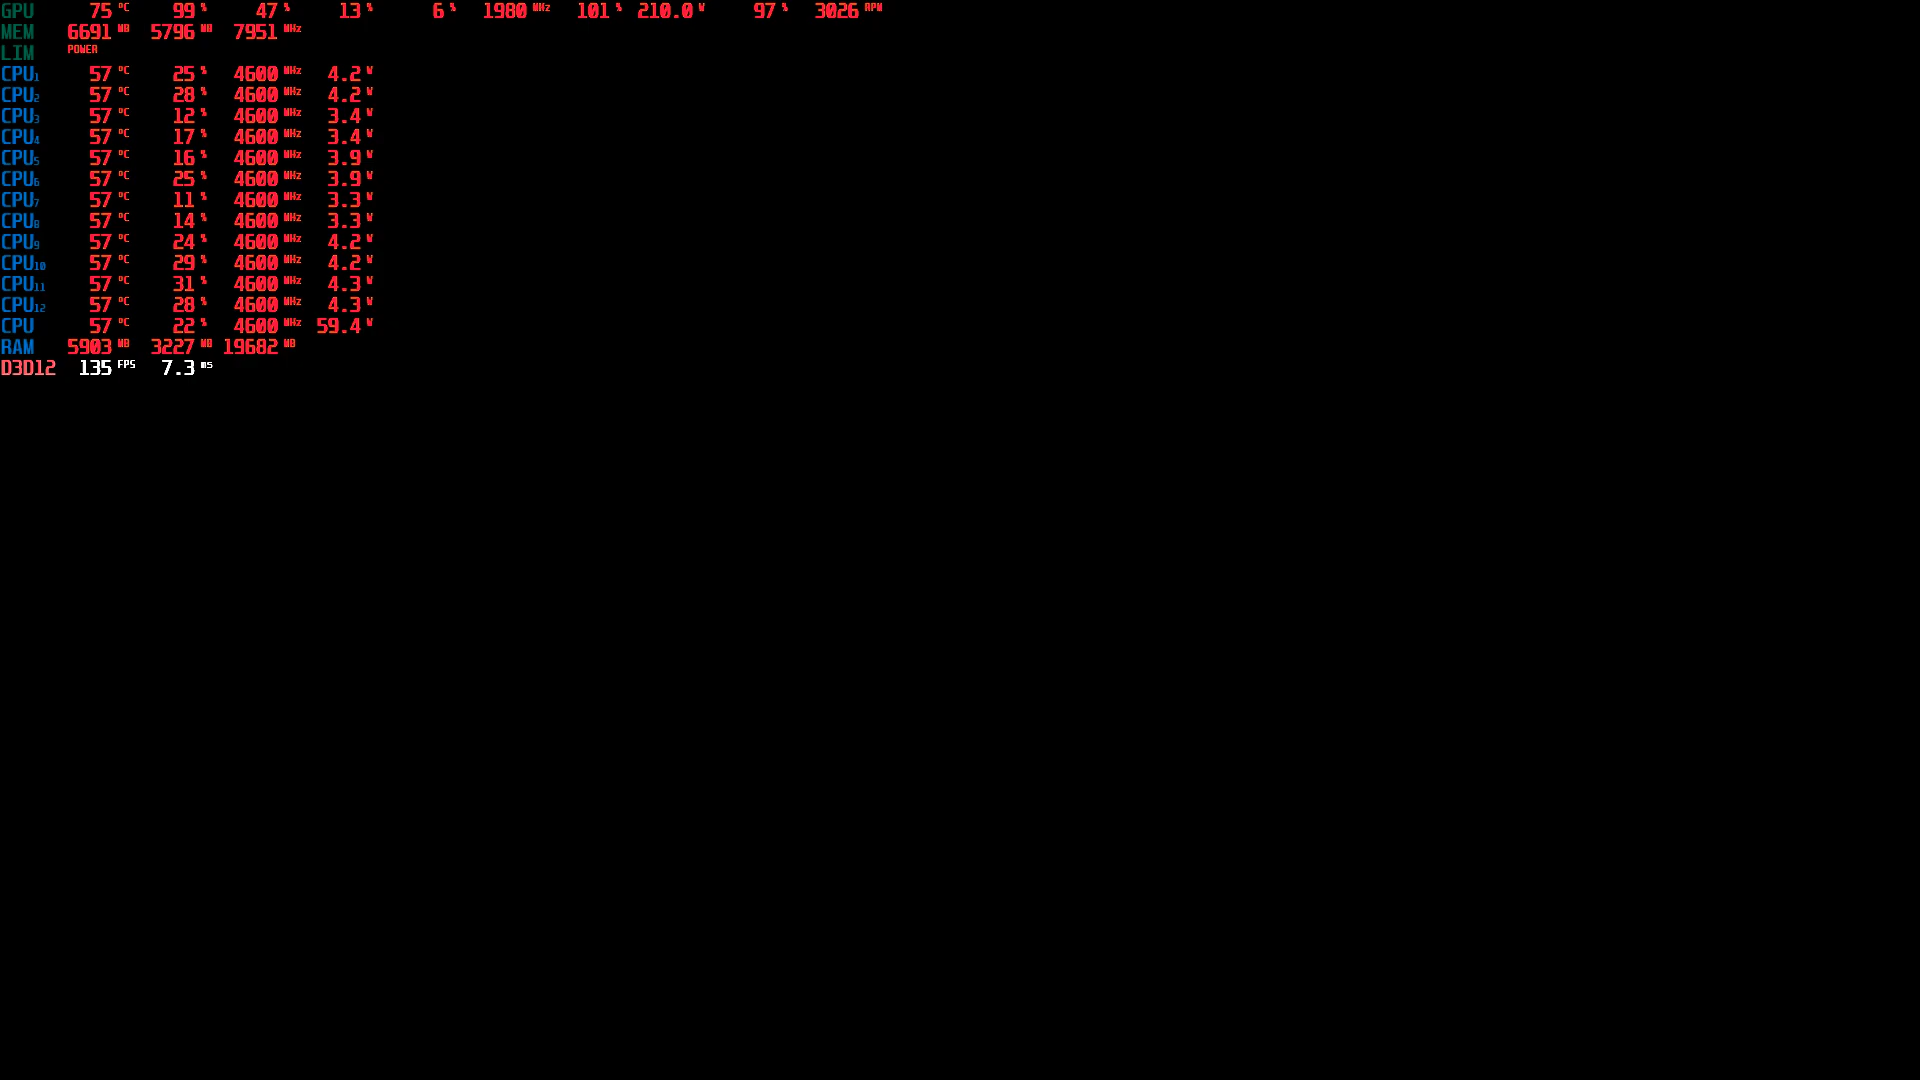 GPU 75 °C 99 % 47 % 13 % 6 % 1980 MHz 101 % 210.0 W 97 % 3026 RPM
MEM 6691 MB 5796 MB 7951 MHz
LIM POWER
CPU1 57 °C 25 % 4600 MHz 4.2 W
CPU2 57 °C 28 % 4600 MHz 4.2 W
CPU3 57 °C 12 % 4600 MHz 3.4 W
CPU4 57 °C 17 % 4600 MHz 3.4 W
CPU5 57 °C 16 % 4600 MHz 3.9 W
CPU6 57 °C 25 % 4600 MHz 3.9 W
CPU7 57 °C 11 % 4600 MHz 3.3 W
CPU8 57 °C 14 % 4600 MHz 3.3 W
CPU9 57 °C 24 % 4600 MHz 4.2 W
CPU10 57 °C 29 % 4600 MHz 4.2 W
CPU11 57 °C 31 % 4600 MHz 4.3 W
CPU12 57 °C 28 % 4600 MHz 4.3 W
CPU 57 °C 22 % 4600 MHz 59.4 W
RAM 5903 MB 3227 MB 19682 MB
D3D12 135 FPS 7.3 ms